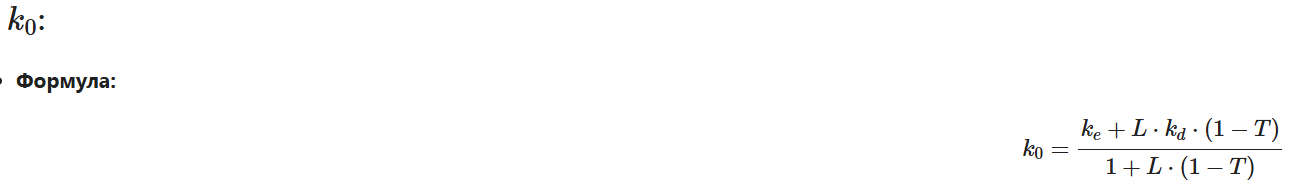 k₀:
• Формула:
k₀ = (kₑ + L · k_d · (1 − T)) / (1 + L · (1 − T))